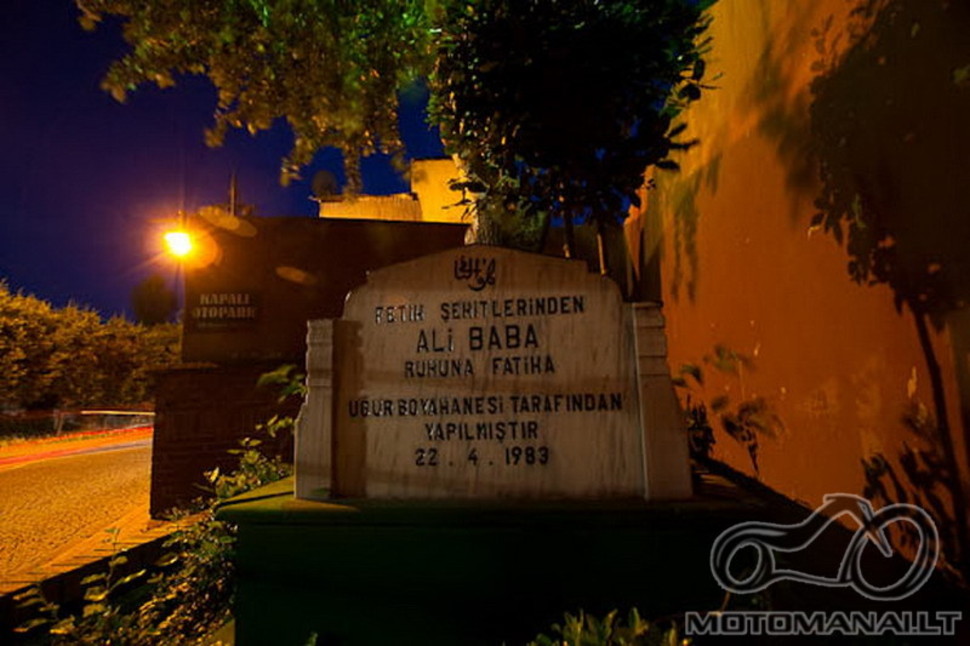 KAPALI
OTOPARK
FETİH ŞEHİTLERİNDEN
ALİ BABA
RUHUNA FATİHA
UĞUR BOYAHANESİ TARAFINDAN
YAPILMIŞTIR
22.4.1983
MOTOMANAI.LT